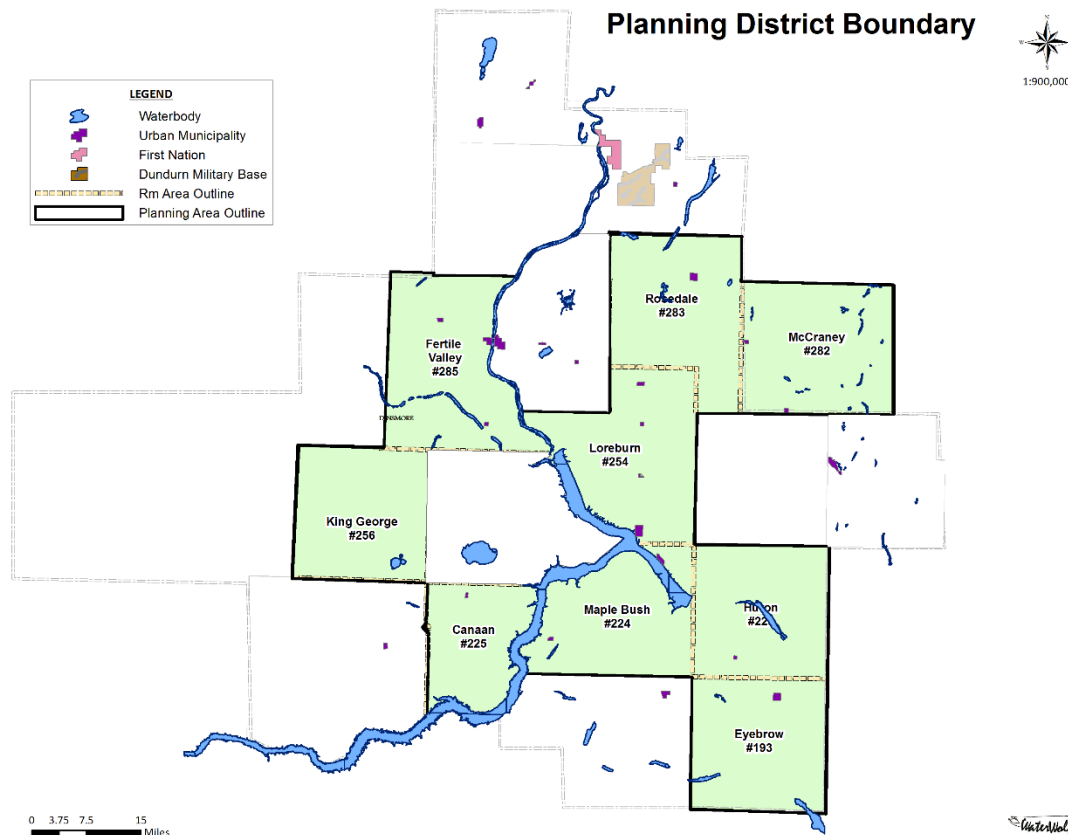 Planning District Boundary
N
W
E
S
1:900,000
LEGEND
Waterbody
Urban Municipality
First Nation
Dundurn Military Base
Rm Area Outline
Planning Area Outline
Rosedale
#283
McCraney
#282
Fertile
Valley
#285
DINSMORE
Loreburn
#254
King George
#256
Maple Bush
#224
Canaan
#225
Eyebrow
#193
0 3.75 7.5 15
Miles
WaterWolf